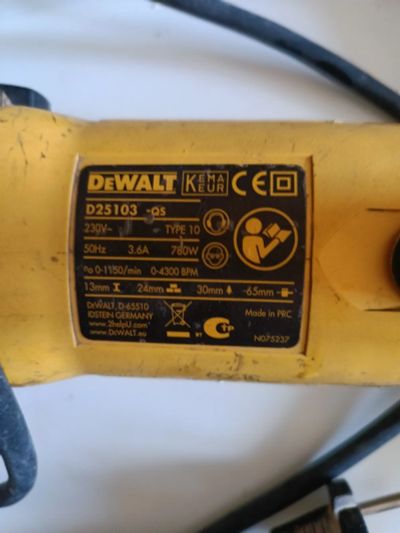 DEWALT KEMA KEUR CE
D25103 -QS
230V~ TYPE 10
50Hz 3.6A 780W
no 0-1150/min 0-4300 BPM
13mm 24mm 30mm -65mm-
DEWALT, D-65510
IDSTEIN GERMANY
www.2helpU.com
www.DEWALT.eu
Made in PRC
N075237